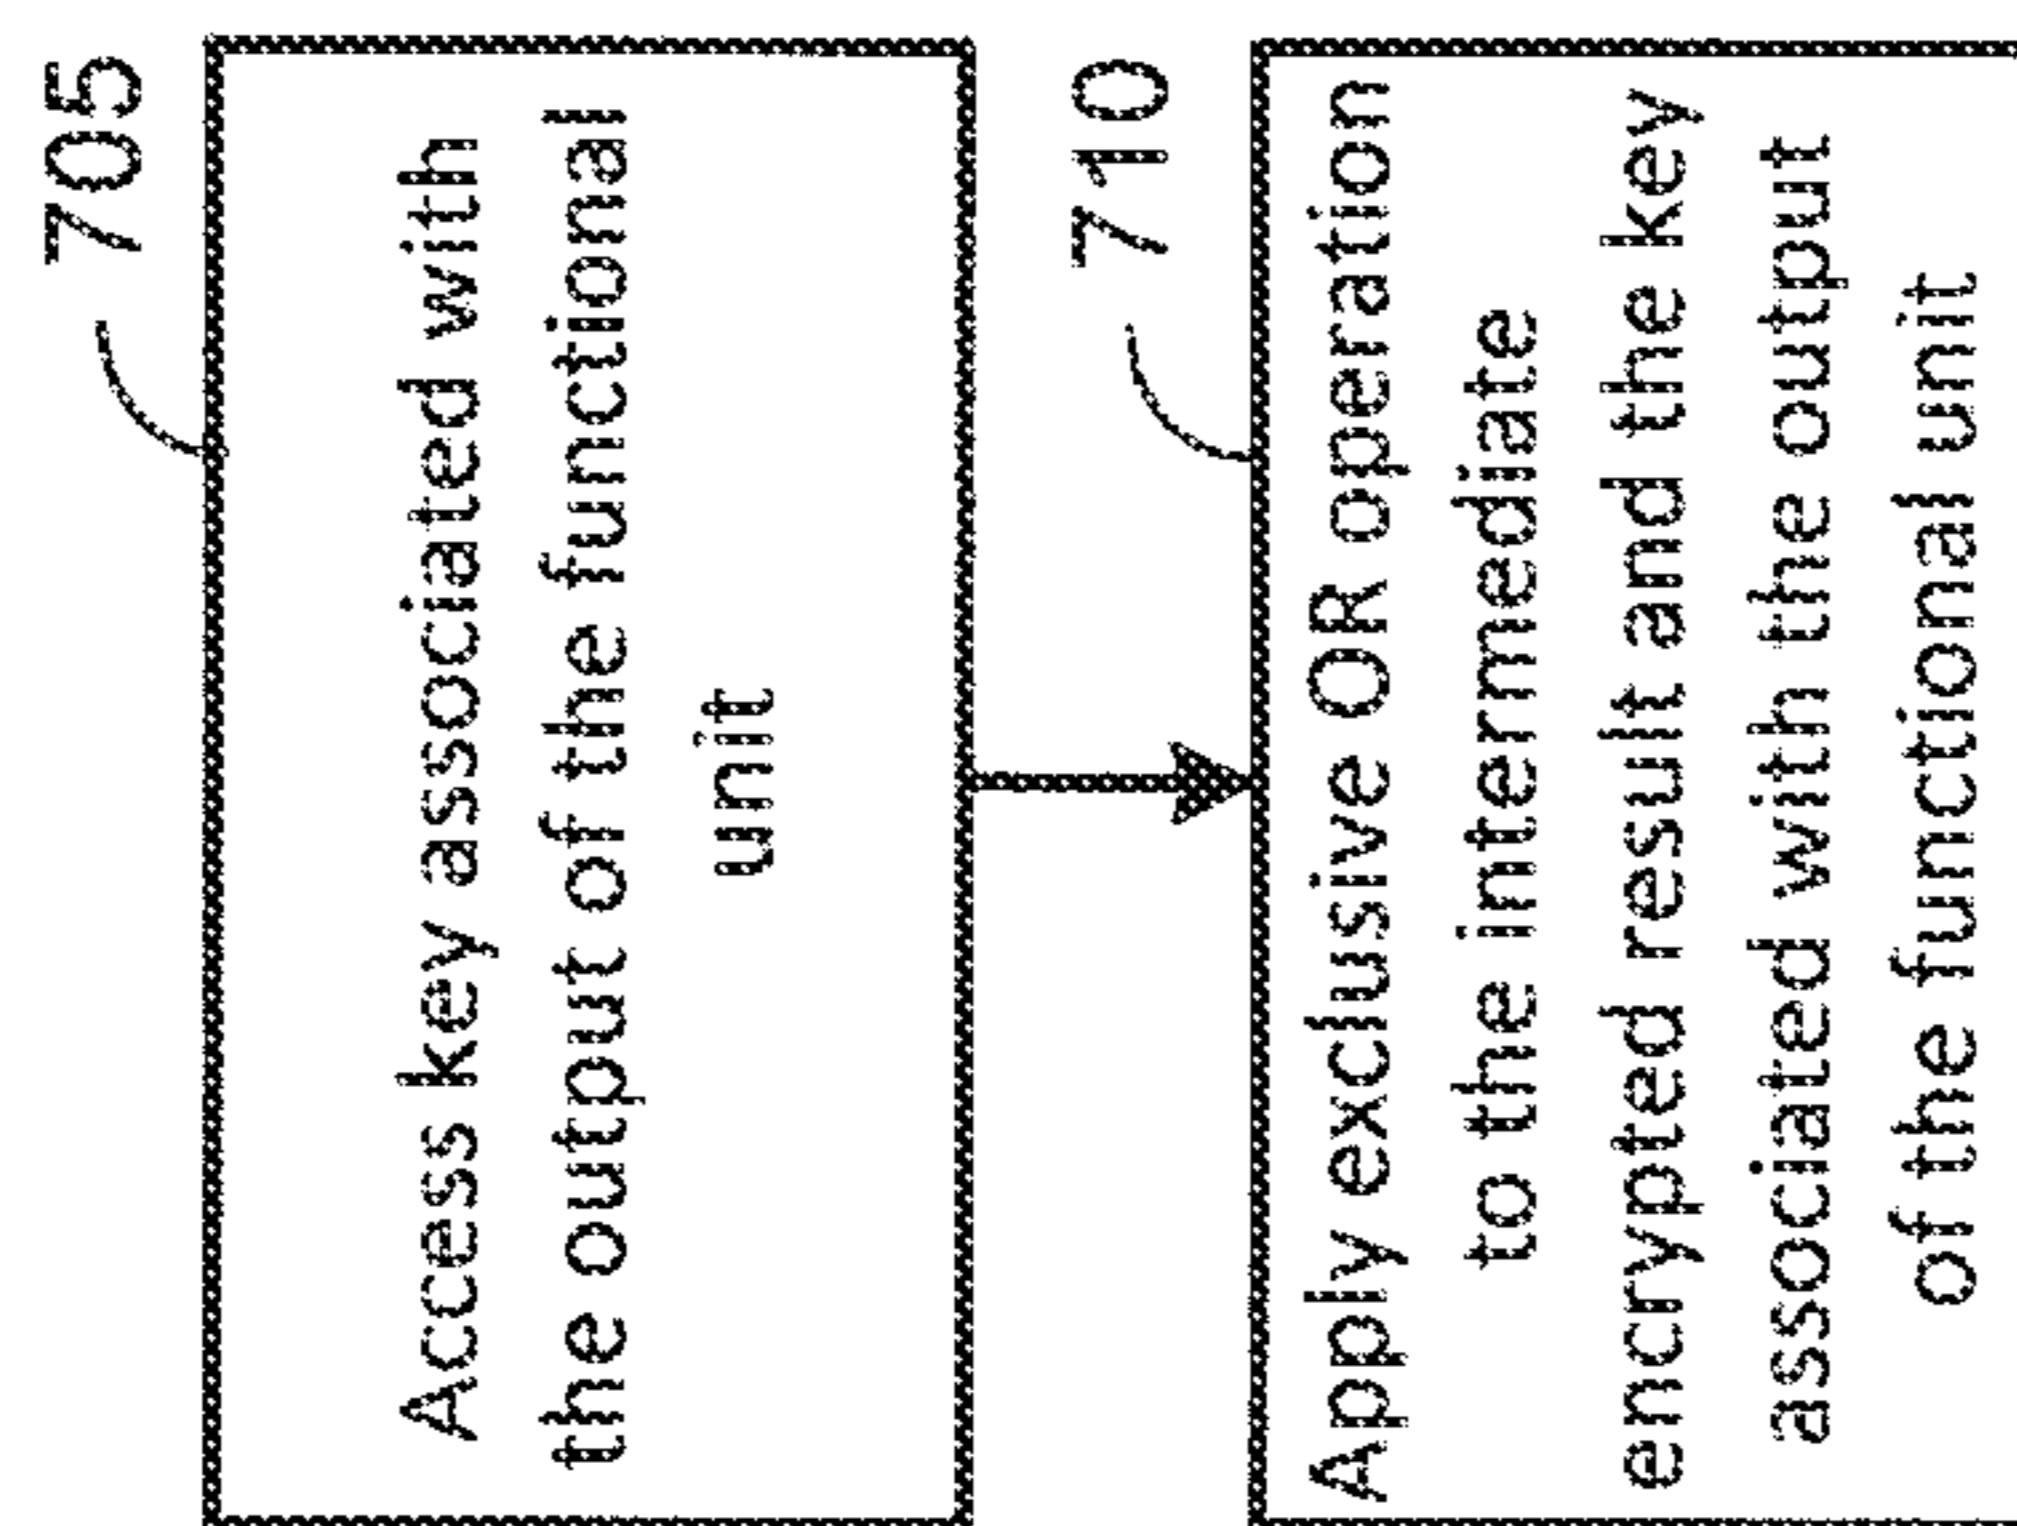 705
Access key associated with
the output of the functional
unit
710
Apply exclusive OR operation
to the intermediate
encrypted result and the key
associated with the output
of the functional unit